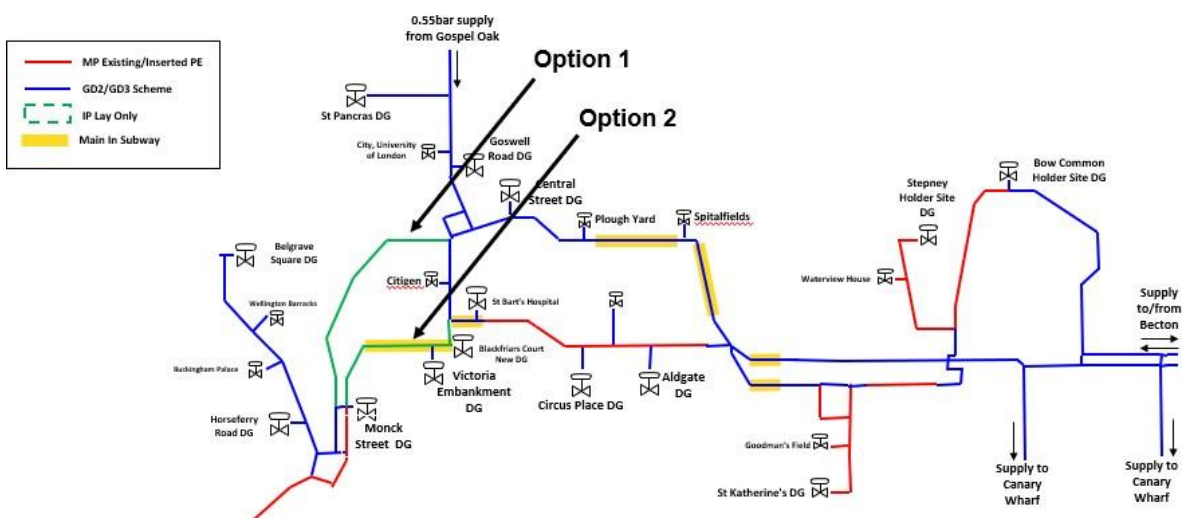 0.55bar supply
from Gospel Oak
MP Existing/Inserted PE
GD2/GD3 Scheme
IP Lay Only
Main In Subway
Option 1
Option 2
St Pancras DG
City, University
of London
Goswell
Road DG
Central
Street DG
Plough Yard
Spitalfields
Stepney
Holder Site
DG
Bow Common
Holder Site DG
Waterview House
Belgrave
Square DG
Wellington Barracks
Buckingham Palace
Horseferry
Road DG
Citigen
St Bart's Hospital
Blackfriars Court
New DG
Victoria
Embankment
DG
Monck
Street DG
Circus Place DG
Aldgate
DG
Goodman's Field
St Katherine's DG
Supply
to/from
Becton
Supply to
Canary
Wharf
Supply to
Canary
Wharf